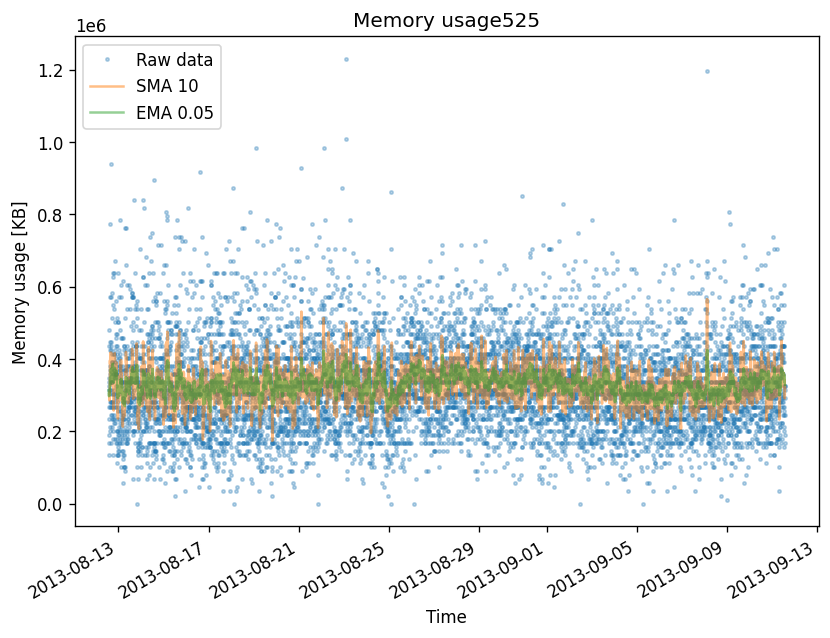 Memory usage525
1e6
Raw data
SMA 10
EMA 0.05
1.2
1.0
0.8
0.6
0.4
0.2
0.0
Memory usage [KB]
2013-08-13
2013-08-17
2013-08-21
2013-08-25
2013-08-29
2013-09-01
2013-09-05
2013-09-09
2013-09-13
Time